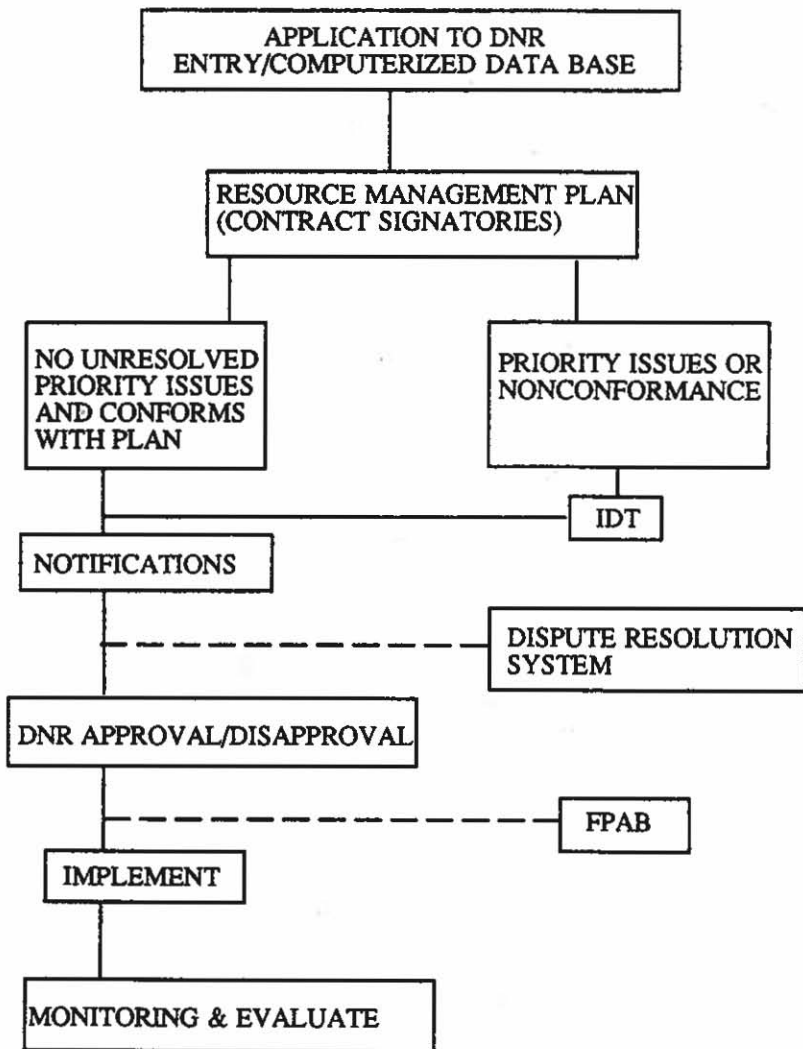 APPLICATION TO DNR
ENTRY/COMPUTERIZED DATA BASE
RESOURCE MANAGEMENT PLAN
(CONTRACT SIGNATORIES)
NO UNRESOLVED
PRIORITY ISSUES
AND CONFORMS
WITH PLAN
PRIORITY ISSUES OR
NONCONFORMANCE
IDT
NOTIFICATIONS
DISPUTE RESOLUTION
SYSTEM
DNR APPROVAL/DISAPPROVAL
FPAB
IMPLEMENT
MONITORING & EVALUATE